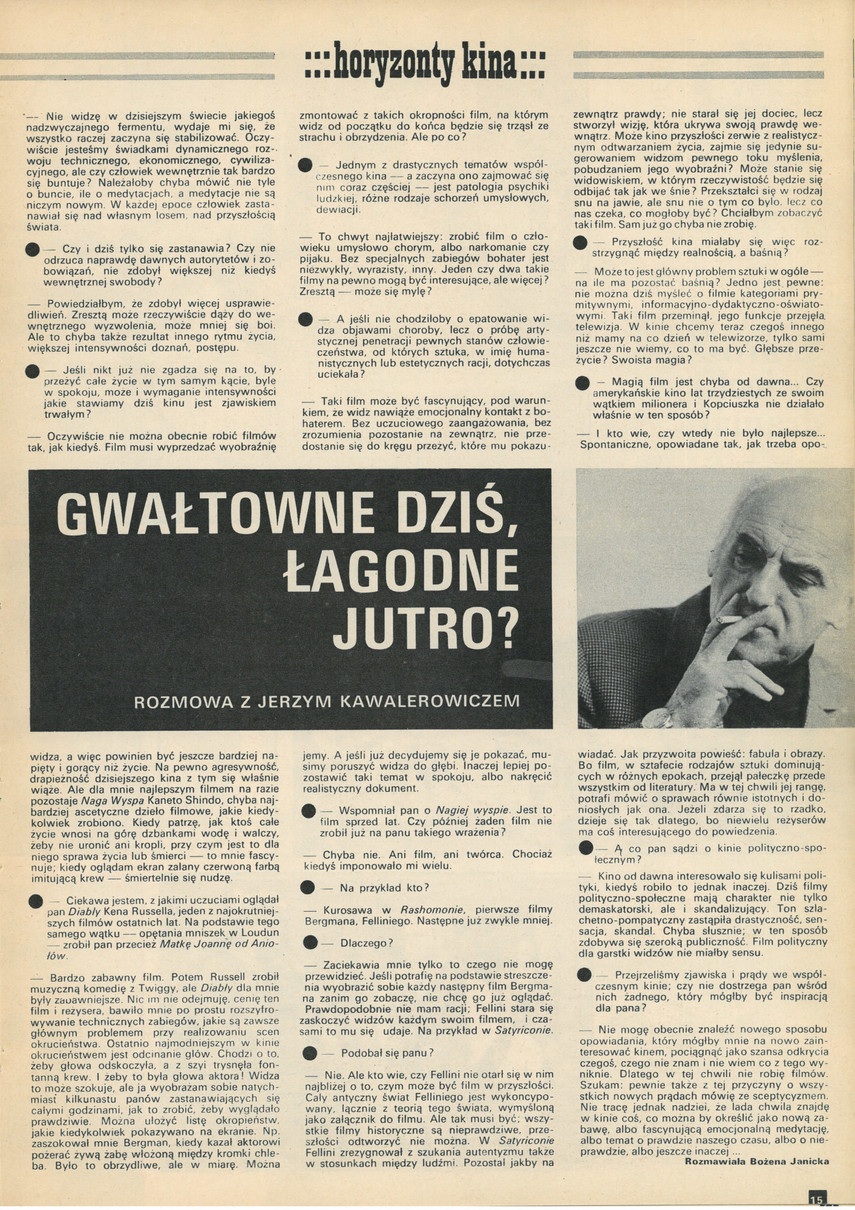 :::horyzonty kina:::
— Nie widzę w dzisiejszym świecie jakiegoś
nadzwyczajnego fermentu, wydaje mi się, że
wszystko raczej zaczyna się stabilizować. Oczy-
wiście jesteśmy świadkami dynamicznego roz-
woju technicznego, ekonomicznego, cywiliza-
cyjnego, ale czy człowiek wewnętrznie tak bardzo
się buntuje? Należałoby chyba mówić nie tyle
o buncie, ile o medytacjach, a medytacje nie są
niczym nowym. W każdej epoce człowiek zasta-
nawiał się nad własnym losem, nad przyszłością
świata.
● — Czy i dziś tylko się zastanawia? Czy nie
odrzuca naprawdę dawnych autorytetów i zo-
bowiązań, nie zdobył większej niż kiedyś
wewnętrznej swobody?
— Powiedziałbym, że zdobył więcej usprawie-
dliwień. Zresztą może rzeczywiście dąży do we-
wnętrznego wyzwolenia, może mniej się boi.
Ale to chyba także rezultat innego rytmu życia,
większej intensywności doznań, postępu.
● — Jeśli nikt już nie zgadza się na to, by
przeżyć całe życie w tym samym kącie, byle
w spokoju, może i wymaganie intensywności
jakie stawiamy dziś kinu jest zjawiskiem
trwałym?
— Oczywiście nie można obecnie robić filmów
tak, jak kiedyś. Film musi wyprzedzać wyobraźnię
zmontować z takich okropności film, na którym
widz od początku do końca będzie się trząsł ze
strachu i obrzydzenia. Ale po co?
● — Jednym z drastycznych tematów współ-
czesnego kina — a zaczyna ono zajmować się
nim coraz częściej — jest patologia psychiki
ludzkiej, różne rodzaje schorzeń umysłowych,
dewiacji.
— To chwyt najłatwiejszy: zrobić film o czło-
wieku umysłowo chorym, albo narkomanie czy
pijaku. Bez specjalnych zabiegów bohater jest
niezwykły, wyrazisty, inny. Jeden czy dwa takie
filmy na pewno mogą być interesujące, ale więcej?
Zresztą — może się mylę?
● — A jeśli nie chodziłoby o epatowanie wi-
dza objawami choroby, lecz o próbę arty-
stycznej penetracji pewnych stanów człowie-
czeństwa, od których sztuka, w imię huma-
nistycznych lub estetycznych racji, dotychczas
uciekała?
— Taki film może być fascynujący, pod warun-
kiem, że widz nawiąże emocjonalny kontakt z bo-
haterem. Bez uczuciowego zaangażowania, bez
zrozumienia pozostanie na zewnątrz, nie prze-
dostanie się do kręgu przeżyć, które mu pokazu-
zewnątrz prawdy; nie starał się jej dociec, lecz
stworzył wizję, która ukrywa swoją prawdę we-
wnątrz. Może kino przyszłości zerwie z realistycz-
nym odtwarzaniem życia, zajmie się jedynie su-
gerowaniem widzom pewnego toku myślenia,
pobudzaniem jego wyobraźni? Może stanie się
widowiskiem, w którym rzeczywistość będzie się
odbijać tak jak we śnie? Przekształci się w rodzaj
snu na jawie, ale snu nie o tym co było, lecz co
nas czeka, co mogłoby być? Chciałbym zobaczyć
taki film. Sam już go chyba nie zrobię.
● — Przyszłość kina miałaby się więc roz-
strzygnąć między realnością, a baśnią?
— Może to jest główny problem sztuki w ogóle —
na ile ma pozostać baśnią? Jedno jest pewne:
nie można dziś myśleć o filmie kategoriami pry-
mitywnymi, informacyjno-dydaktyczno-oświato-
wymi. Taki film przeminął, jego funkcje przejęła
telewizja. W kinie chcemy teraz czegoś innego
niż mamy na co dzień w telewizorze, tylko sami
jeszcze nie wiemy, co to ma być. Głębsze prze-
życie? Swoista magia?
● — Magią film jest chyba od dawna... Czy
amerykańskie kino lat trzydziestych ze swoim
wątkiem milionera i Kopciuszka nie działało
właśnie w ten sposób?
— I kto wie, czy wtedy nie było najlepsze...
Spontaniczne, opowiadane tak, jak trzeba opo-
GWAŁTOWNE DZIŚ,
ŁAGODNE
JUTRO?
ROZMOWA Z JERZYM KAWALEROWICZEM
widza, a więc powinien być jeszcze bardziej na-
pięty i gorący niż życie. Na pewno agresywność,
drapieżność dzisiejszego kina z tym się właśnie
wiąże. Ale dla mnie najlepszym filmem na razie
pozostaje Naga Wyspa Kaneto Shindo, chyba naj-
bardziej ascetyczne dzieło filmowe, jakie kiedy-
kolwiek zrobiono. Kiedy patrzę, jak ktoś całe
życie wnosi na górę dzbankami wodę i walczy,
żeby nie uronić ani kropli, przy czym jest to dla
niego sprawa życia lub śmierci — to mnie fascy-
nuje; kiedy oglądam ekran zalany czerwoną farbą
imitującą krew — śmiertelnie się nudzę.
● — Ciekawa jestem, z jakimi uczuciami oglądał
pan Diabły Kena Russella, jeden z najokrutniej-
szych filmów ostatnich lat. Na podstawie tego
samego wątku — opętania mniszek w Loudun
— zrobił pan przecież Matkę Joannę od Anio-
łów.
— Bardzo zabawny film. Potem Russell zrobił
muzyczną komedię z Twiggy, ale Diabły dla mnie
były zabawniejsze. Nic im nie odejmuję, cenię ten
film i reżysera, bawiło mnie po prostu rozszyfro-
wywanie technicznych zabiegów, jakie są zawsze
głównym problemem przy realizowaniu scen
okrucieństwa. Ostatnio najmodniejszym w kinie
okrucieństwem jest odcinanie głów. Chodzi o to,
żeby głowa odskoczyła, a z szyi trysnęła fon-
tanną krew. I żeby to była głowa aktora! Widza
to może szokuje, ale ja wyobrażam sobie natych-
miast kilkunastu panów zastanawiających się
całymi godzinami, jak to zrobić, żeby wyglądało
prawdziwie. Można ułożyć listę okropieństw,
jakie kiedykolwiek pokazywano na ekranie. Np.
zaszokował mnie Bergman, kiedy kazał aktorowi
pożerać żywą żabę włożoną między kromki chle-
ba. Było to obrzydliwe, ale w miarę. Można
jemy. A jeśli już decydujemy się je pokazać, mu-
simy poruszyć widza do głębi. Inaczej lepiej po-
zostawić taki temat w spokoju, albo nakręcić
realistyczny dokument.
● — Wspomniał pan o Nagiej wyspie. Jest to
film sprzed lat. Czy później żaden film nie
zrobił już na panu takiego wrażenia?
— Chyba nie. Ani film, ani twórca. Chociaż
kiedyś imponowało mi wielu.
● — Na przykład kto?
— Kurosawa w Rashomonie, pierwsze filmy
Bergmana, Felliniego. Następne już zwykle mniej.
● — Dlaczego?
— Zaciekawia mnie tylko to czego nie mogę
przewidzieć. Jeśli potrafię na podstawie streszcze-
nia wyobrazić sobie każdy następny film Bergma-
na zanim go zobaczę, nie chcę go już oglądać.
Prawdopodobnie nie mam racji; Fellini stara się
zaskoczyć widzów każdym swoim filmem, i cza-
sami to mu się udaje. Na przykład w Satyriconie.
● — Podobał się panu?
— Nie. Ale kto wie, czy Fellini nie otarł się w nim
najbliżej o to, czym może być film w przyszłości.
Cały antyczny świat Felliniego jest wykoncypo-
wany, łącznie z teorią tego świata, wymyśloną
jako załącznik do filmu. Ale tak musi być; wszy-
stkie filmy historyczne są nieprawdziwe, prze-
szłości odtworzyć nie można. W Satyriconie
Fellini zrezygnował z szukania autentyzmu także
w stosunkach między ludźmi. Pozostał jakby na
wiadać. Jak przyzwoita powieść: fabuła i obrazy.
Bo film, w sztafecie rodzajów sztuki dominują-
cych w różnych epokach, przejął pałeczkę przede
wszystkim od literatury. Ma w tej chwili jej rangę,
potrafi mówić o sprawach równie istotnych i do-
niosłych jak ona. Jeżeli zdarza się to rzadko,
dzieje się tak dlatego, bo niewielu reżyserów
ma coś interesującego do powiedzenia.
● — A co pan sądzi o kinie polityczno-spo-
łecznym?
— Kino od dawna interesowało się kulisami poli-
tyki, kiedyś robiło to jednak inaczej. Dziś filmy
polityczno-społeczne mają charakter nie tylko
demaskatorski, ale i skandalizujący. Ton szla-
chetno-pompatyczny zastąpiła drastyczność, sen-
sacja, skandal. Chyba słusznie; w ten sposób
zdobywa się szeroką publiczność. Film polityczny
dla garstki widzów nie miałby sensu.
● — Przejrzeliśmy zjawiska i prądy we współ-
czesnym kinie; czy nie dostrzega pan wśród
nich żadnego, który mógłby być inspiracją
dla pana?
— Nie mogę obecnie znaleźć nowego sposobu
opowiadania, który mógłby mnie na nowo zain-
teresować kinem, pociągnąć jako szansa odkrycia
czegoś, czego nie znam i nie wiem co z tego wy-
niknie. Dlatego w tej chwili nie robię filmów.
Szukam: pewnie także z tej przyczyny o wszy-
stkich nowych prądach mówię ze sceptycyzmem.
Nie tracę jednak nadziei, że lada chwila znajdę
w kinie coś, co można by określić jako nową za-
bawę, albo fascynującą emocjonalną medytację,
albo temat o prawdzie naszego czasu, albo o nie-
prawdzie, albo jeszcze inaczej ...
Rozmawiała Bożena Janicka
15